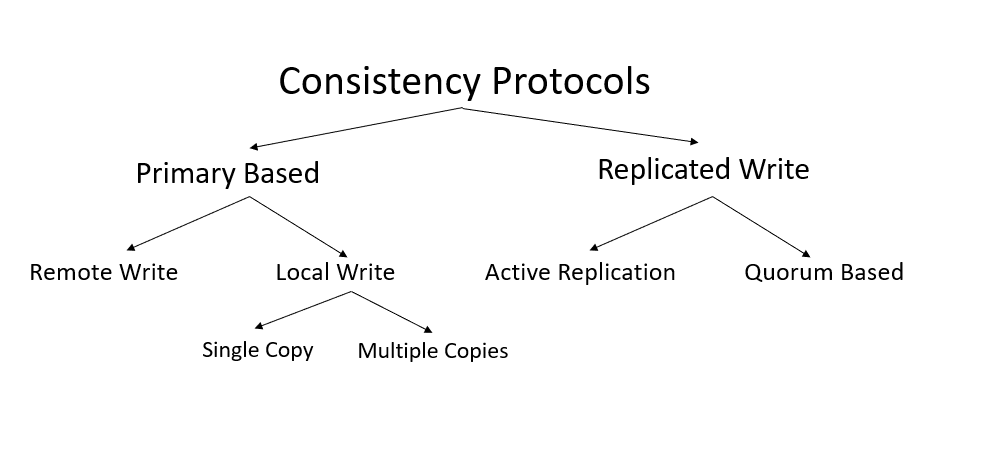 Consistency Protocols
Primary Based
Replicated Write
Remote Write
Local Write
Active Replication
Quorum Based
Single Copy
Multiple Copies